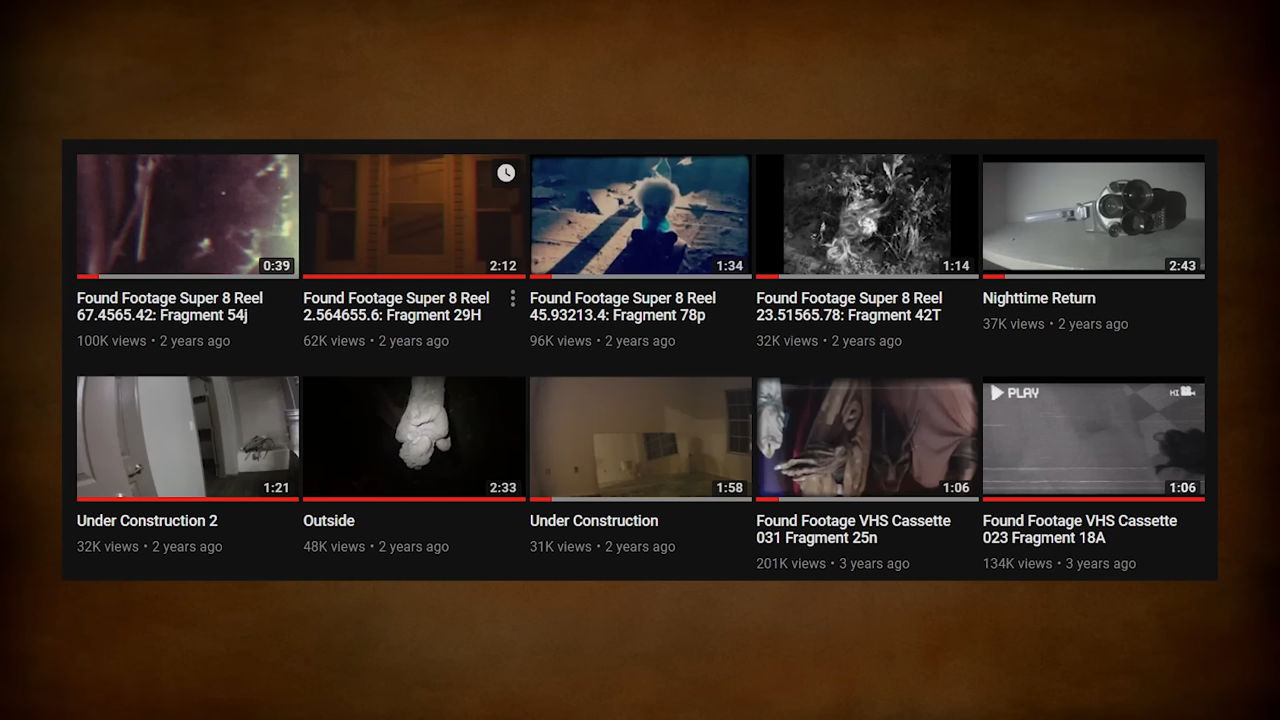 0:39
2:12
1:34
1:14
2:43
Found Footage Super 8 Reel
67.4565.42: Fragment 54j
100K views • 2 years ago
Found Footage Super 8 Reel
2.564655.6: Fragment 29H
62K views • 2 years ago
Found Footage Super 8 Reel
45.93213.4: Fragment 78p
96K views • 2 years ago
Found Footage Super 8 Reel
23.51565.78: Fragment 42T
32K views • 2 years ago
Nighttime Return
37K views • 2 years ago
PLAY
HI
1:21
2:33
1:58
1:06
1:06
Under Construction 2
32K views • 2 years ago
Outside
48K views • 2 years ago
Under Construction
31K views • 2 years ago
Found Footage VHS Cassette
031 Fragment 25n
201K views • 3 years ago
Found Footage VHS Cassette
023 Fragment 18A
134K views • 3 years ago